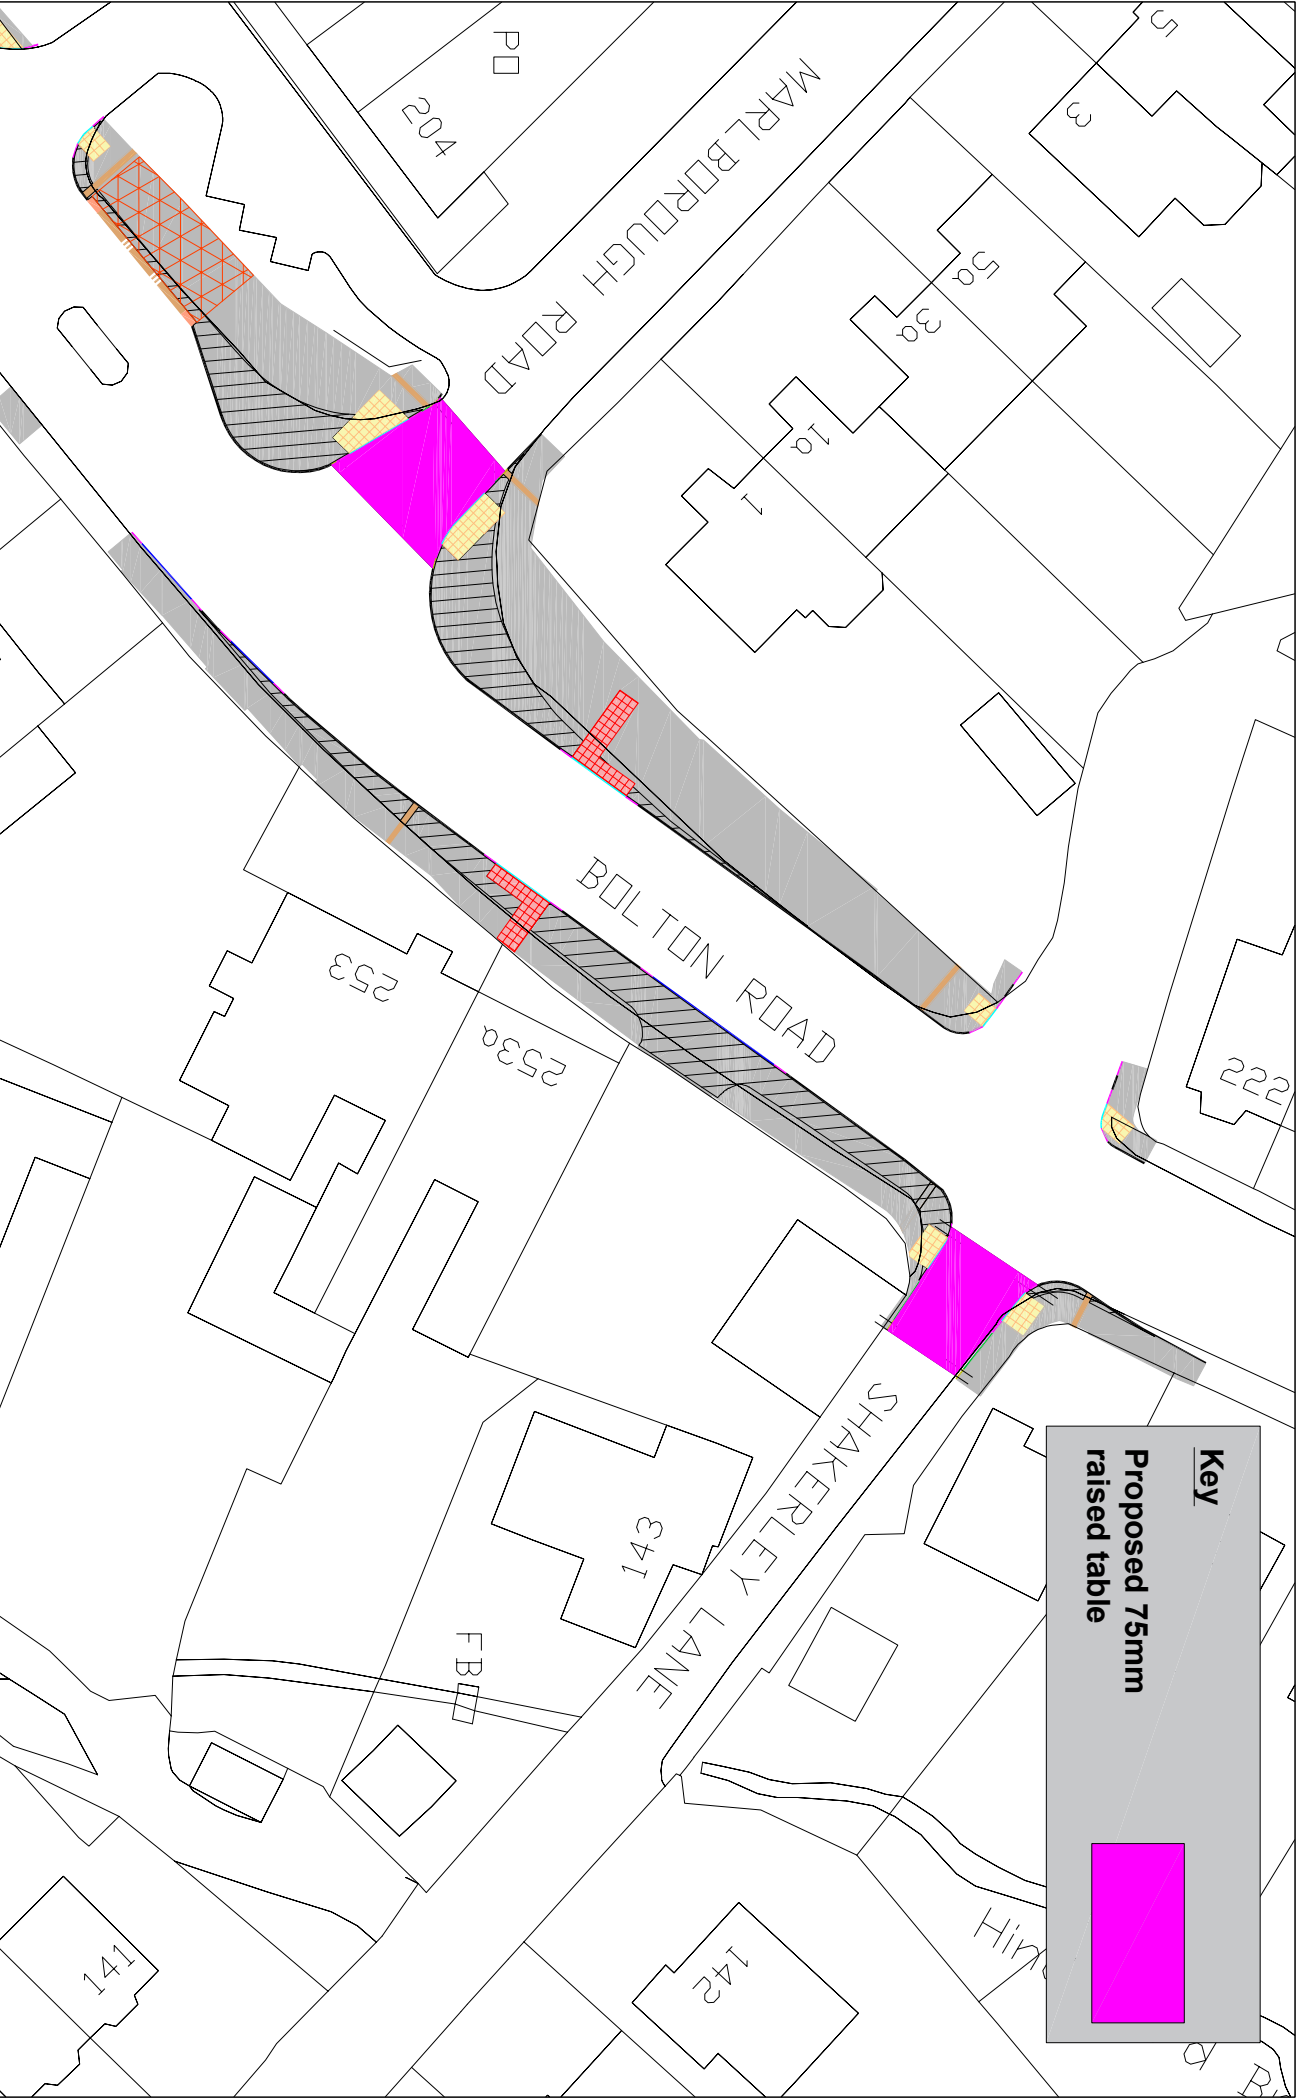 Key
Proposed 75mm
raised table
MARLBOROUGH ROAD
BOLTON ROAD
SHAKERLEY LANE
PO
204
5
3
5a
3a
1a
1
222
253
253a
143
FB
142
141